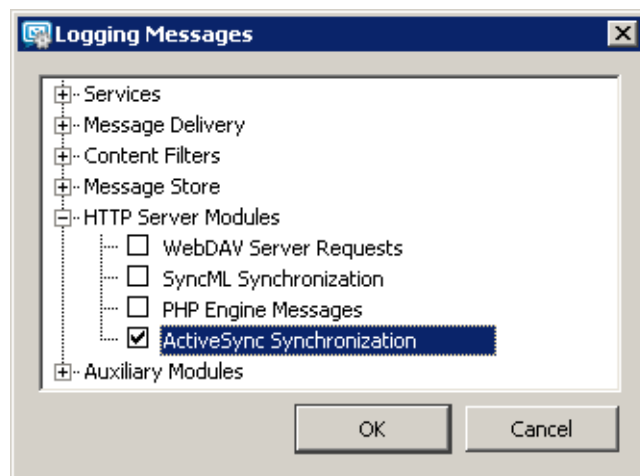 Logging Messages
Services
Message Delivery
Content Filters
Message Store
HTTP Server Modules
WebDAV Server Requests
SyncML Synchronization
PHP Engine Messages
ActiveSync Synchronization
Auxiliary Modules
OK Cancel